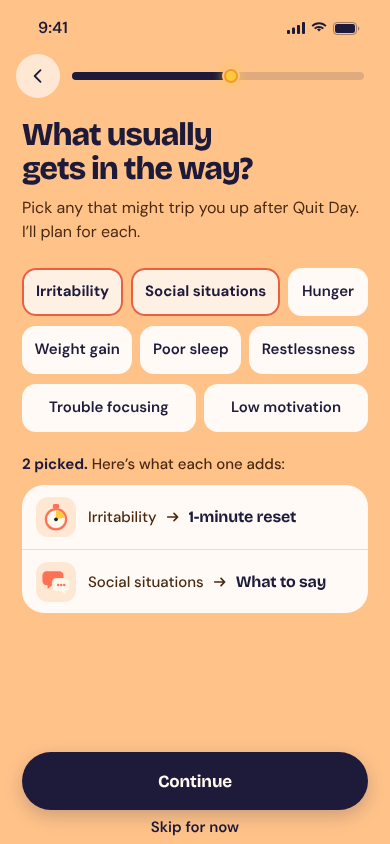 9:41
What usually
gets in the way?
Pick any that might trip you up after Quit Day.
I’ll plan for each.
Irritability
Social situations
Hunger
Weight gain
Poor sleep
Restlessness
Trouble focusing
Low motivation
2 picked. Here’s what each one adds:
Irritability → 1-minute reset
Social situations → What to say
Continue
Skip for now